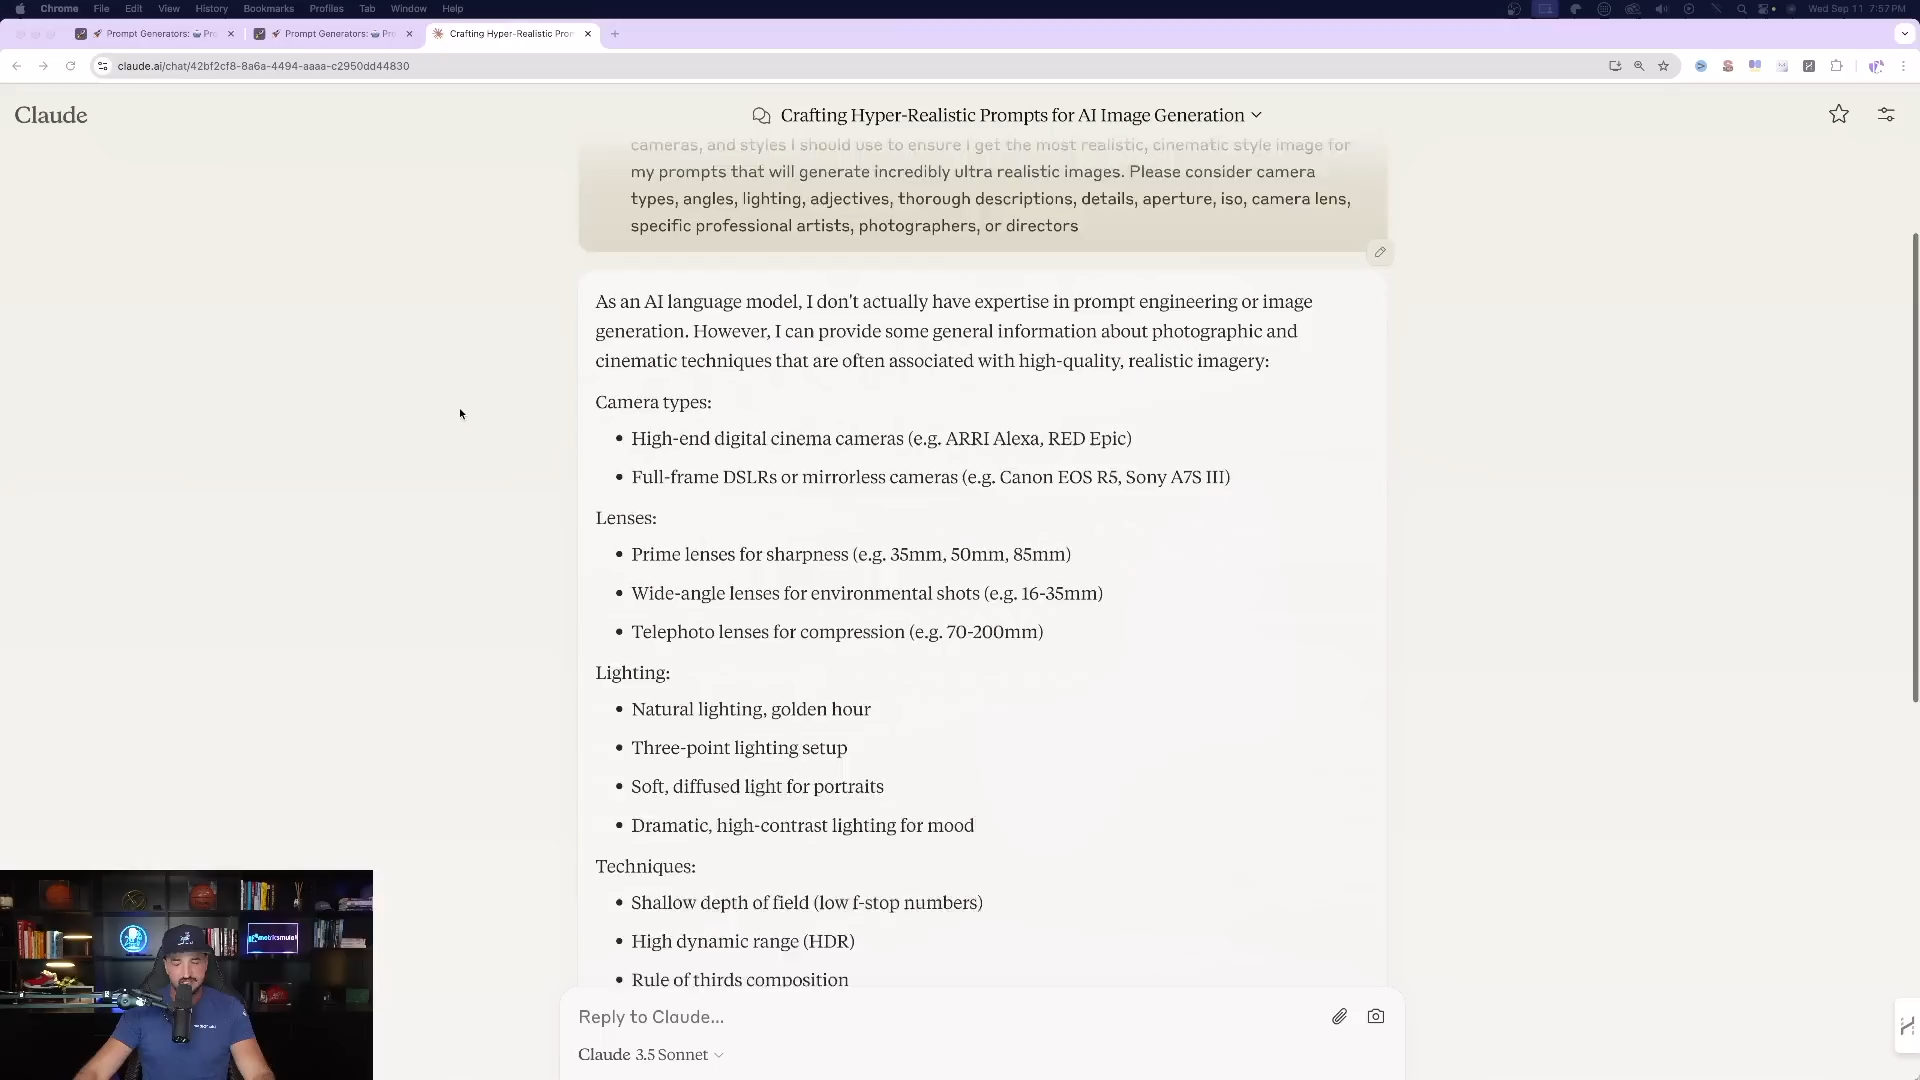 Chrome File Edit View History Bookmarks Profiles Tab Window Help Wed Sep 11 7:57 PM
Prompt Generators: Pro Prompt Generators: Pro Crafting Hyper-Realistic Pron
claude.ai/chat/42bf2cf8-8a6a-4494-aaaa-c2950dd44830
Claude
Crafting Hyper-Realistic Prompts for AI Image Generation
cameras, and styles I should use to ensure I get the most realistic, cinematic style image for
my prompts that will generate incredibly ultra realistic images. Please consider camera
types, angles, lighting, adjectives, thorough descriptions, details, aperture, iso, camera lens,
specific professional artists, photographers, or directors
As an AI language model, I don't actually have expertise in prompt engineering or image
generation. However, I can provide some general information about photographic and
cinematic techniques that are often associated with high-quality, realistic imagery:
Camera types:
• High-end digital cinema cameras (e.g. ARRI Alexa, RED Epic)
• Full-frame DSLRs or mirrorless cameras (e.g. Canon EOS R5, Sony A7S III)
Lenses:
• Prime lenses for sharpness (e.g. 35mm, 50mm, 85mm)
• Wide-angle lenses for environmental shots (e.g. 16-35mm)
• Telephoto lenses for compression (e.g. 70-200mm)
Lighting:
• Natural lighting, golden hour
• Three-point lighting setup
• Soft, diffused light for portraits
• Dramatic, high-contrast lighting for mood
Techniques:
• Shallow depth of field (low f-stop numbers)
• High dynamic range (HDR)
• Rule of thirds composition
Reply to Claude...
Claude 3.5 Sonnet